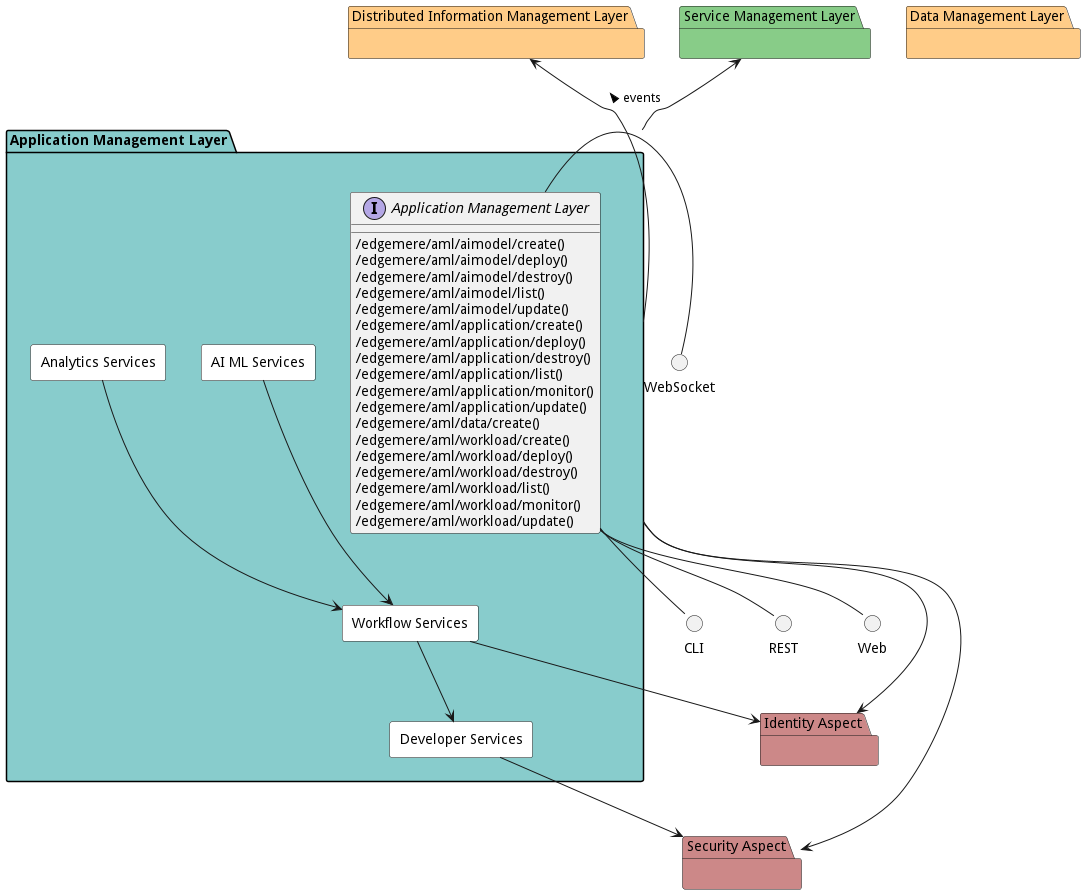 Distributed Information Management Layer
Service Management Layer
Data Management Layer
events
Application Management Layer
I
Application Management Layer
/edgemere/aml/aimodel/create()
/edgemere/aml/aimodel/deploy()
/edgemere/aml/aimodel/destroy()
/edgemere/aml/aimodel/list()
/edgemere/aml/aimodel/update()
/edgemere/aml/application/create()
/edgemere/aml/application/deploy()
/edgemere/aml/application/destroy()
/edgemere/aml/application/list()
/edgemere/aml/application/monitor()
/edgemere/aml/application/update()
/edgemere/aml/data/create()
/edgemere/aml/workload/create()
/edgemere/aml/workload/deploy()
/edgemere/aml/workload/destroy()
/edgemere/aml/workload/list()
/edgemere/aml/workload/monitor()
/edgemere/aml/workload/update()
Analytics Services
AI ML Services
WebSocket
Workflow Services
CLI
REST
Web
Developer Services
Identity Aspect
Security Aspect